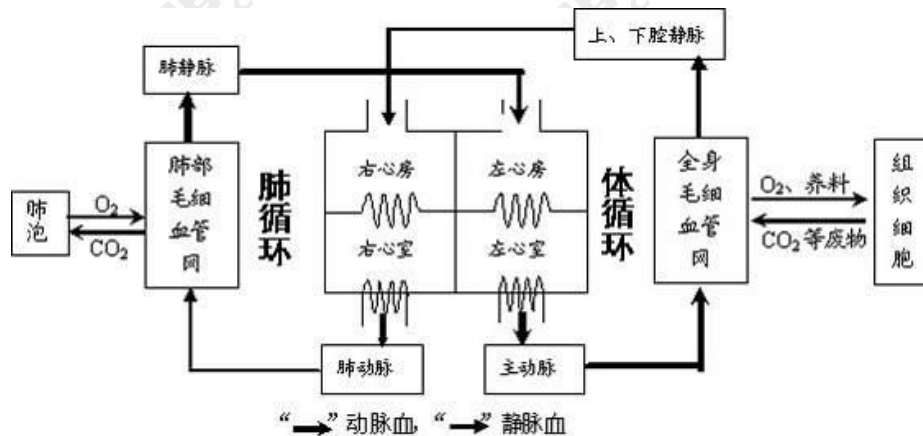 上、下腔静脉
肺静脉
肺部
毛细
血管
网
肺循环
右心房
左心房
体循环
全身
毛细
血管
网
O₂、养料
CO₂等废物
组织细胞
肺泡
O₂
CO₂
右心室
左心室
肺动脉
主动脉
“→”动脉血,“→”静脉血